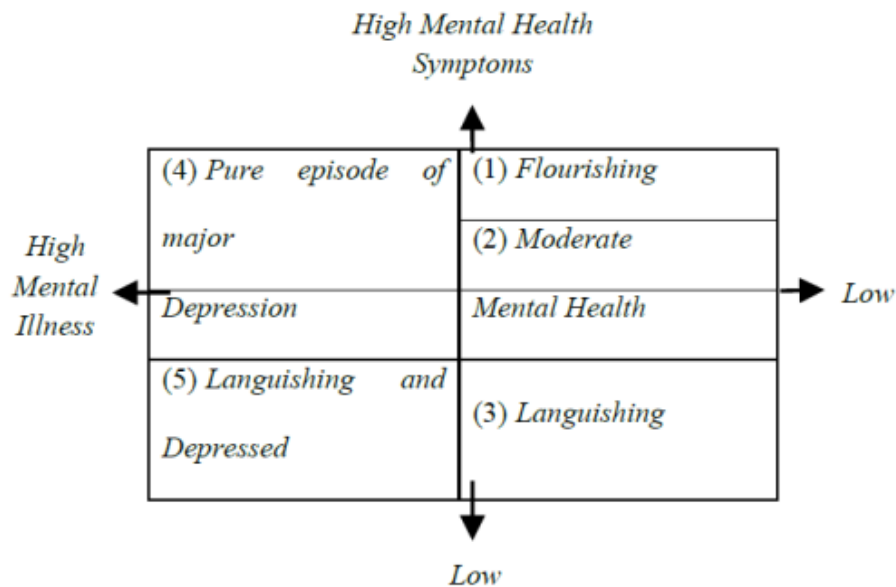 High Mental Health
Symptoms
(4) Pure episode of
major
Depression
(1) Flourishing
(2) Moderate
Mental Health
High
Mental
Illness
Low
(5) Languishing and
Depressed
(3) Languishing
Low